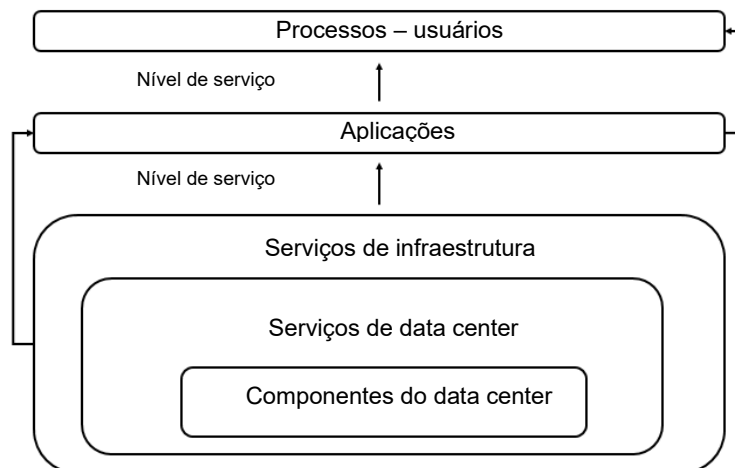 Processos – usuários
Nível de serviço
Aplicações
Nível de serviço
Serviços de infraestrutura
Serviços de data center
Componentes do data center